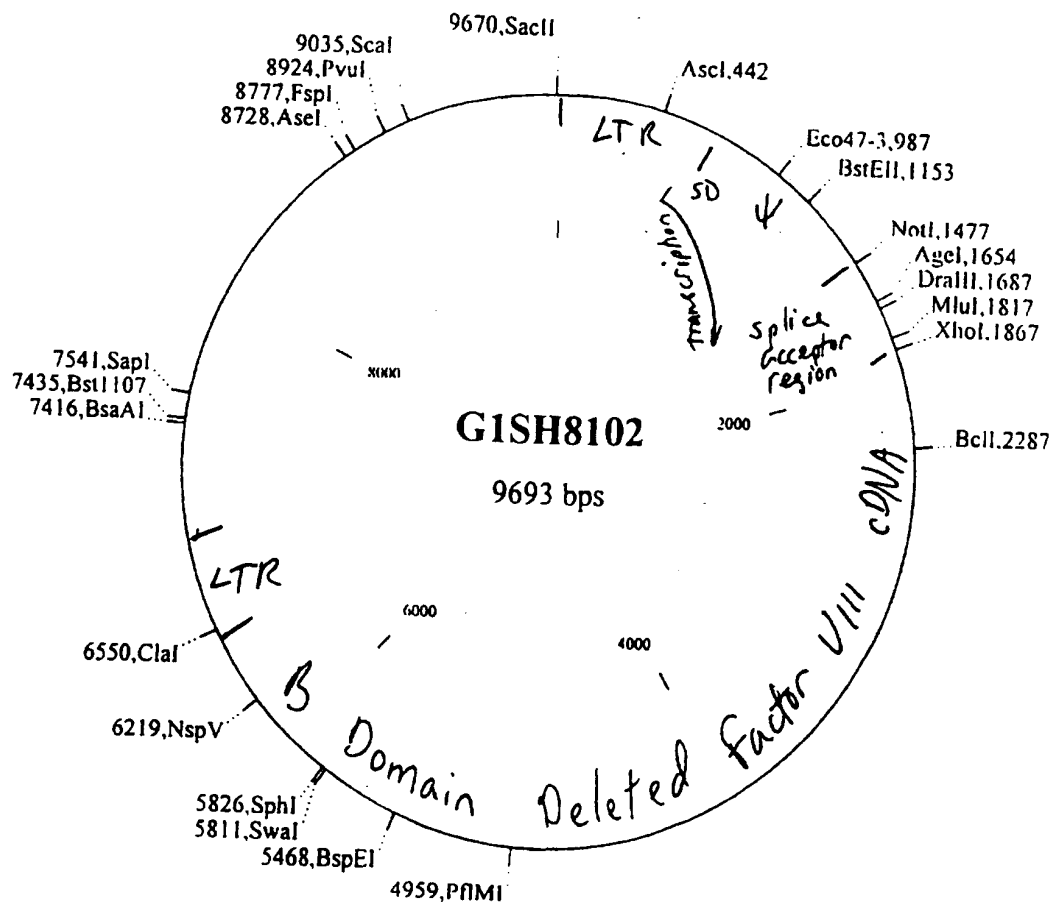 9670,SacII
9035,ScaI
8924,PvuI
8777,FspI
8728,AseI
AscI,442
LTR
Eco47-3,987
BstEII,1153
SD
Ψ
transcription
NotI,1477
AgeI,1654
DraIII,1687
MluI,1817
XhoI,1867
splice
acceptor
region
7541,SapI
7435,Bst1107
7416,BsaAI
8000
2000
G1SH8102
9693 bps
BclI,2287
cDNA
LTR
6000
4000
6550,ClaI
6219,NspV
B Domain Deleted Factor VIII
5826,SphI
5811,SwaI
5468,BspEI
4959,PflMI